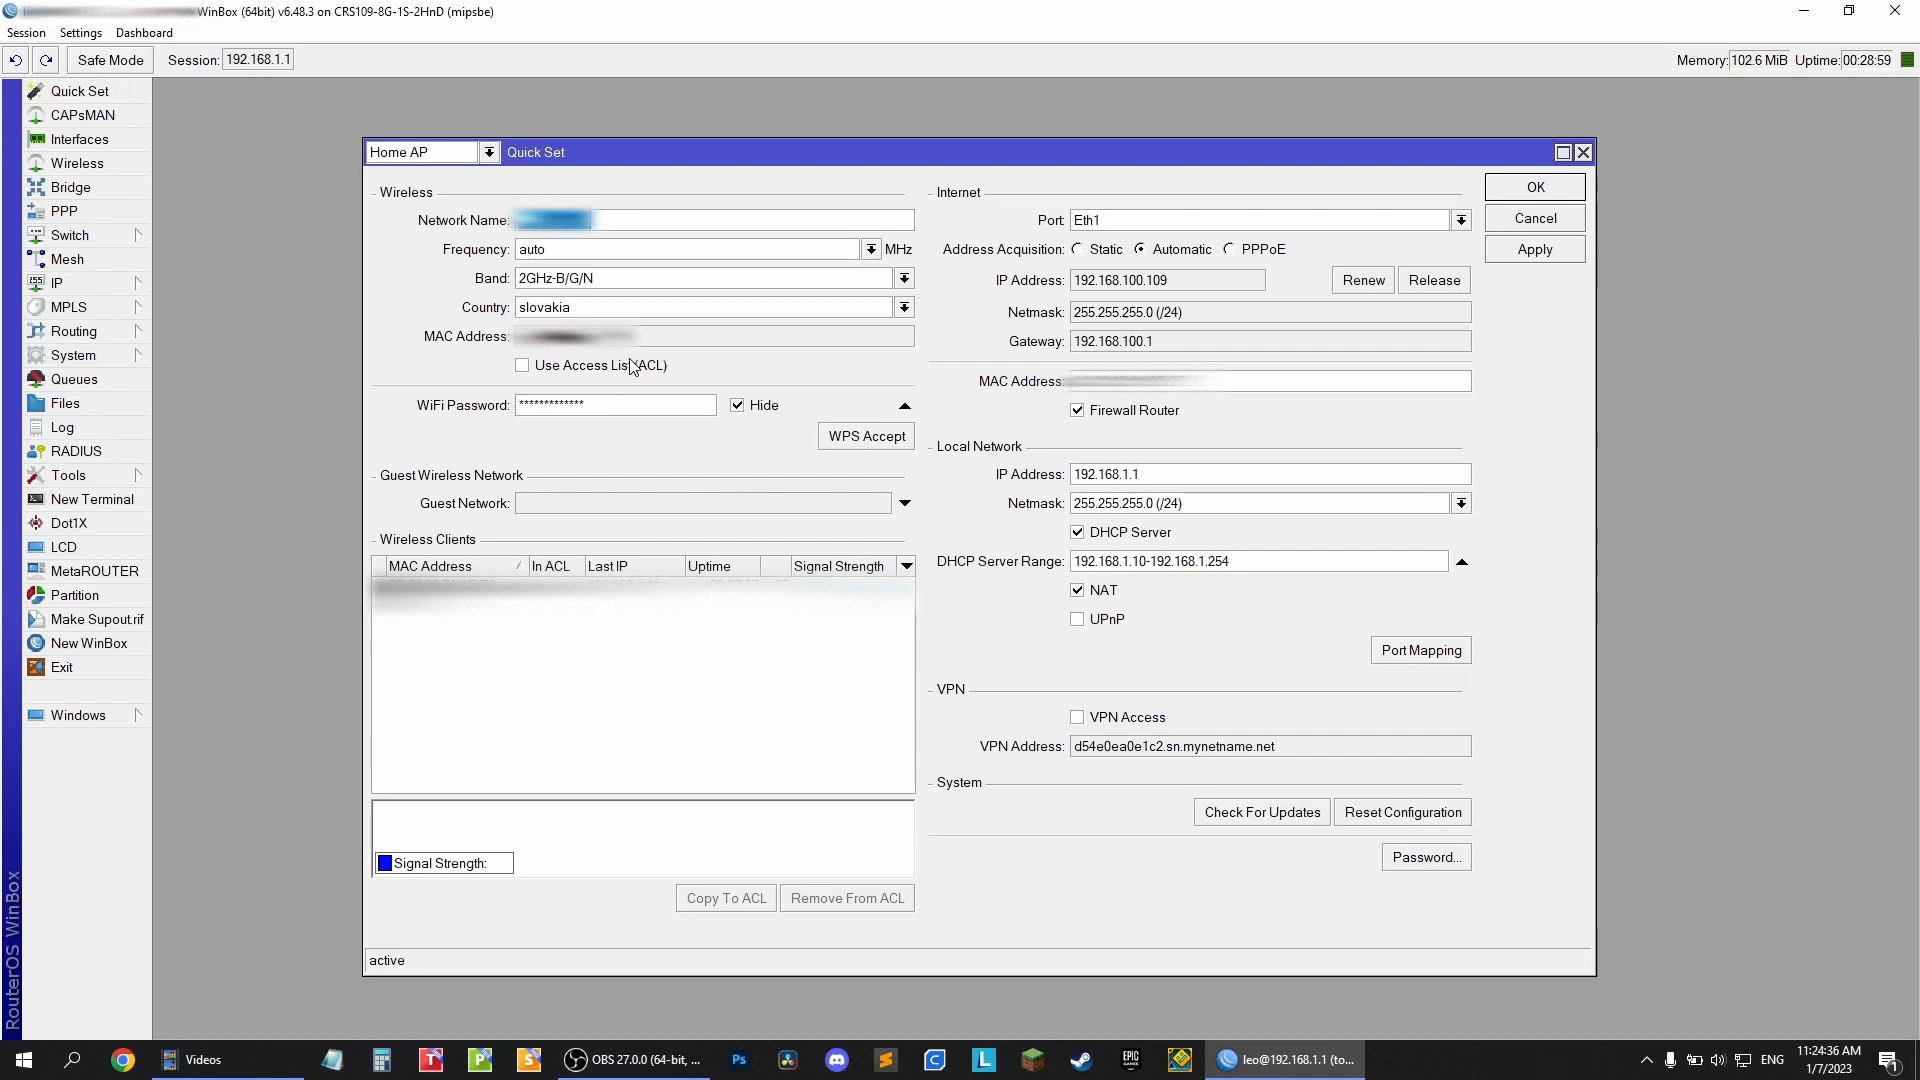 WinBox (64bit) v6.48.3 on CRS109-8G-1S-2HnD (mipsbe)
Session Settings Dashboard
Safe Mode Session: 192.168.1.1 Memory: 102.6 MiB Uptime: 00:28:59
Quick Set
CAPsMAN
Interfaces
Wireless
Bridge
PPP
Switch
Mesh
IP
MPLS
Routing
System
Queues
Files
Log
RADIUS
Tools
New Terminal
Dot1X
LCD
MetaROUTER
Partition
Make Supout.rif
New WinBox
Exit
Windows
RouterOS WinBox
Home AP Quick Set
Wireless
Network Name:
Frequency: auto MHz
Band: 2GHz-B/G/N
Country: slovakia
MAC Address:
Use Access List (ACL)
WiFi Password: ************* Hide
WPS Accept
Guest Wireless Network
Guest Network:
Wireless Clients
MAC Address In ACL Last IP Uptime Signal Strength
Signal Strength:
Copy To ACL Remove From ACL
Internet
Port: Eth1
Address Acquisition: Static Automatic PPPoE
IP Address: 192.168.100.109 Renew Release
Netmask: 255.255.255.0 (/24)
Gateway: 192.168.100.1
MAC Address:
Firewall Router
Local Network
IP Address: 192.168.1.1
Netmask: 255.255.255.0 (/24)
DHCP Server
DHCP Server Range: 192.168.1.10-192.168.1.254
NAT
UPnP
Port Mapping
VPN
VPN Access
VPN Address: d54e0ea0e1c2.sn.mynetname.net
System
Check For Updates Reset Configuration
Password...
OK
Cancel
Apply
active
Videos OBS 27.0.0 (64-bit, ... leo@192.168.1.1 (to... ENG 11:24:36 AM
1/7/2023